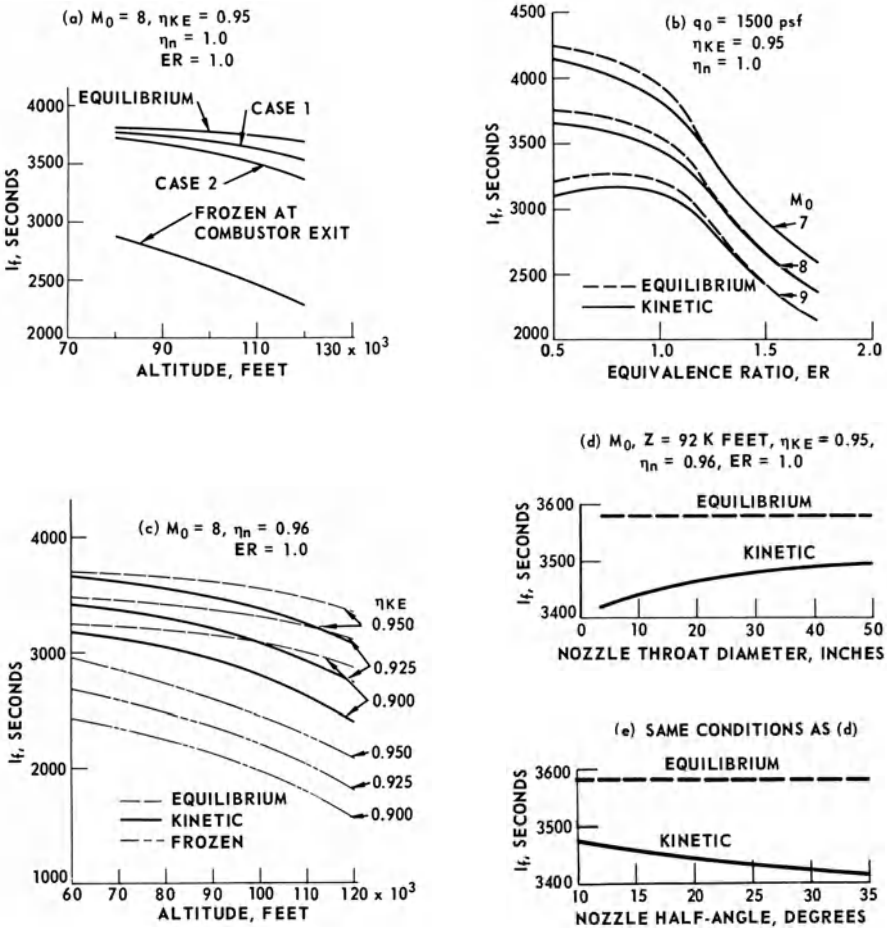 (a) M0 = 8, ηKE = 0.95
ηn = 1.0
ER = 1.0
4000
3500
3000
2500
2000
If, SECONDS
EQUILIBRIUM
CASE 1
CASE 2
FROZEN AT
COMBUSTOR EXIT
70
90
110
130 x 10³
ALTITUDE, FEET
(b) q0 = 1500 psf
ηKE = 0.95
ηn = 1.0
4500
4000
3500
3000
2500
2000
If, SECONDS
M0
7
8
9
EQUILIBRIUM
KINETIC
0.5
1.0
1.5
2.0
EQUIVALENCE RATIO, ER
(c) M0 = 8, ηn = 0.96
ER = 1.0
4000
3000
2000
1000
If, SECONDS
ηKE
0.950
0.925
0.900
0.950
0.925
0.900
EQUILIBRIUM
KINETIC
FROZEN
60
70
80
90
100
110
120 x 10³
ALTITUDE, FEET
(d) M0, Z = 92 K FEET, ηKE = 0.95,
ηn = 0.96, ER = 1.0
3600
3500
3400
If, SECONDS
EQUILIBRIUM
KINETIC
0
10
20
30
40
50
NOZZLE THROAT DIAMETER, INCHES
(e) SAME CONDITIONS AS (d)
3600
3500
3400
If, SECONDS
EQUILIBRIUM
KINETIC
10
15
20
25
30
35
NOZZLE HALF-ANGLE, DEGREES